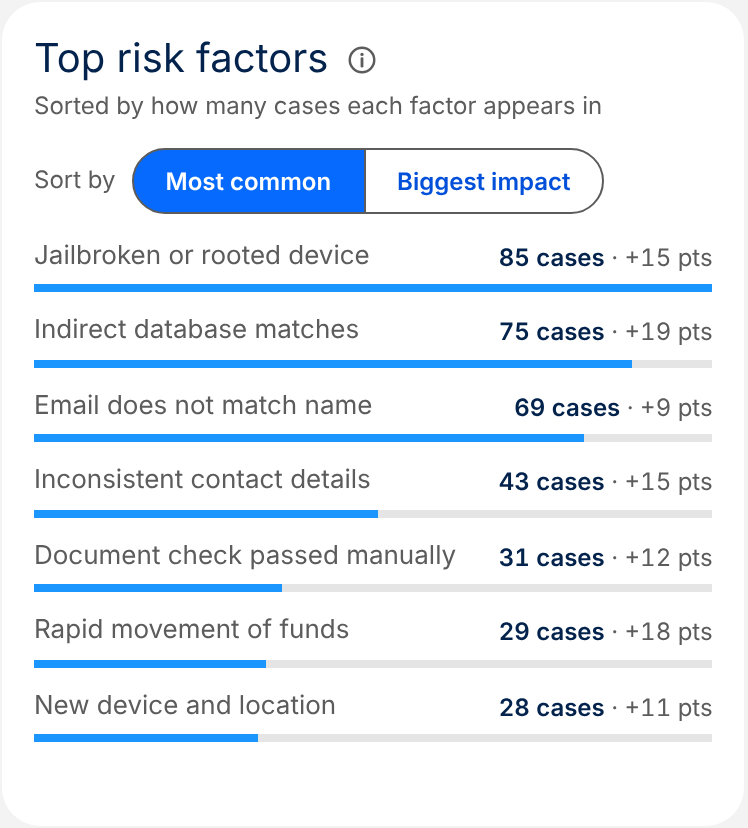 Top risk factors
Sorted by how many cases each factor appears in
Sort by Most common Biggest impact
Jailbroken or rooted device 85 cases · +15 pts
Indirect database matches 75 cases · +19 pts
Email does not match name 69 cases · +9 pts
Inconsistent contact details 43 cases · +15 pts
Document check passed manually 31 cases · +12 pts
Rapid movement of funds 29 cases · +18 pts
New device and location 28 cases · +11 pts